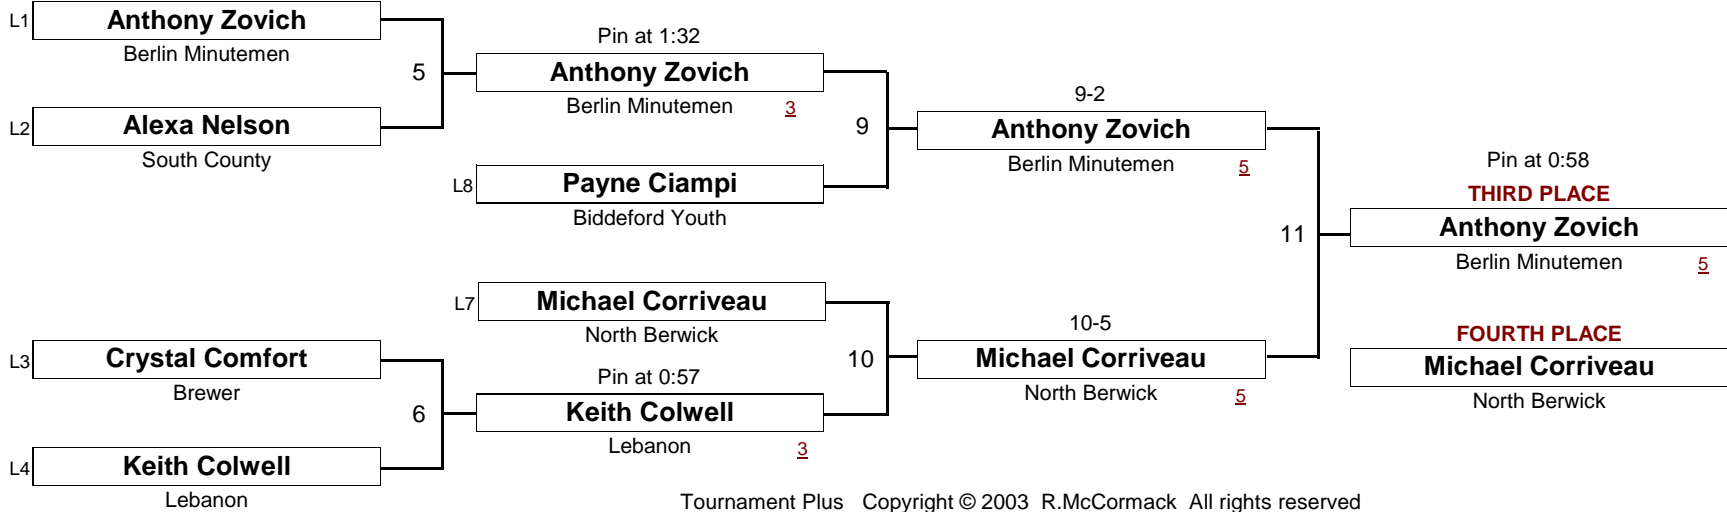 L1 Anthony Zovich
Berlin Minutemen
5
L2 Alexa Nelson
South County
Pin at 1:32
Anthony Zovich
Berlin Minutemen 3
9
L8 Payne Ciampi
Biddeford Youth
9-2
Anthony Zovich
Berlin Minutemen 5
L3 Crystal Comfort
Brewer
6
L4 Keith Colwell
Lebanon
L7 Michael Corriveau
North Berwick
10
Pin at 0:57
Keith Colwell
Lebanon 3
10-5
Michael Corriveau
North Berwick 5
11
Pin at 0:58
THIRD PLACE
Anthony Zovich
Berlin Minutemen 5
FOURTH PLACE
Michael Corriveau
North Berwick
Tournament Plus Copyright © 2003 R.McCormack All rights reserved